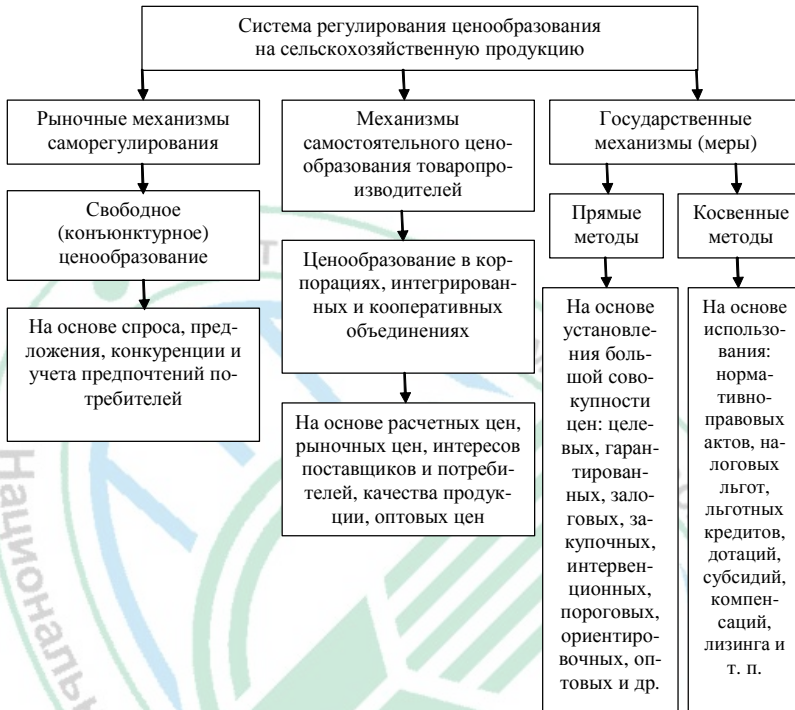 Система регулирования ценообразования
на сельскохозяйственную продукцию
Рыночные механизмы
саморегулирования
Свободное
(конъюнктурное)
ценообразование
На основе спроса, пред-
ложения, конкуренции и
учета предпочтений по-
требителей
Механизмы
самостоятельного цено-
образования товаропро-
изводителей
Ценообразование в кор-
порациях, интегрирован-
ных и кооперативных
объединениях
На основе расчетных цен,
рыночных цен, интересов
поставщиков и потреби-
телей, качества продук-
ции, оптовых цен
Государственные
механизмы (меры)
Прямые
методы
На основе
установле-
ния боль-
шой сово-
купности
цен: целе-
вых, гаран-
тирован-
ных, зало-
говых, за-
купочных,
интервен-
ционных,
пороговых,
ориентиро-
вочных, оп-
товых и др.
Косвенные
методы
На основе
использо-
вания:
норма-
тивно-
правовых
актов, на-
логовых
льгот,
льготных
кредитов,
дотаций,
субсидий,
компен-
саций,
лизинга и
т. п.